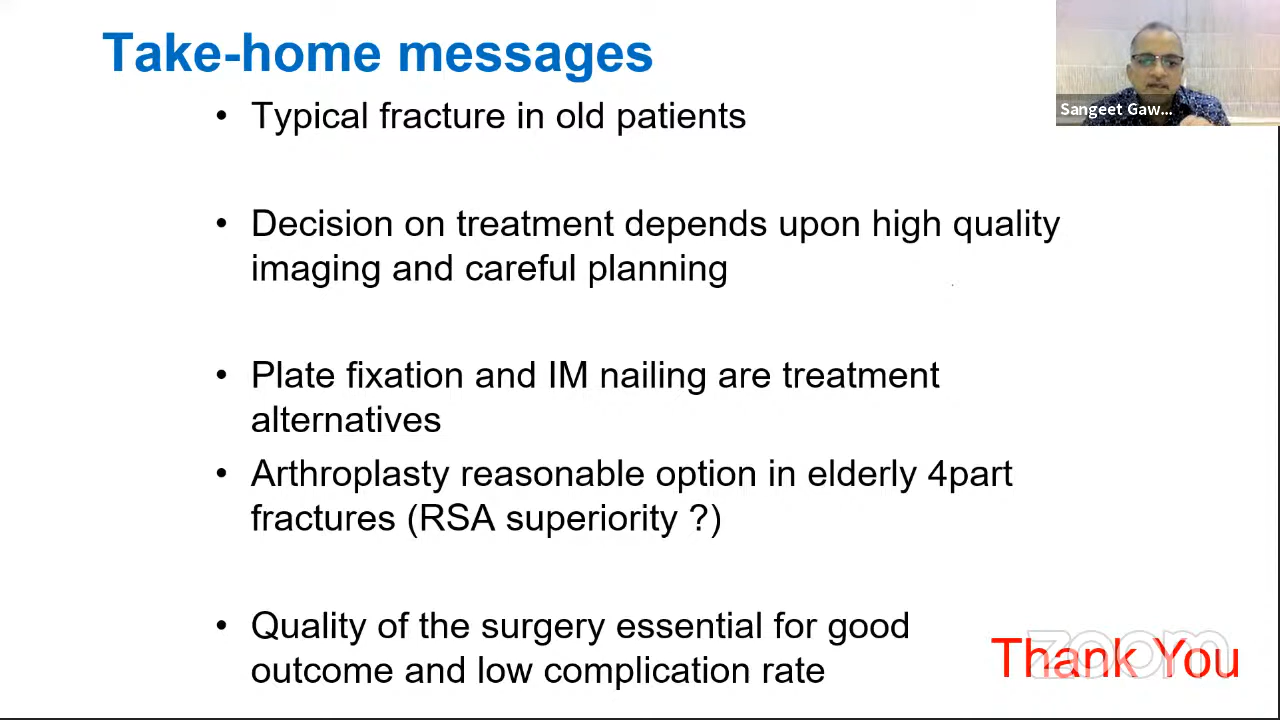 Take-home messages
Sangeet Gaw...
• Typical fracture in old patients
• Decision on treatment depends upon high quality
imaging and careful planning
• Plate fixation and IM nailing are treatment
alternatives
• Arthroplasty reasonable option in elderly 4part
fractures (RSA superiority ?)
• Quality of the surgery essential for good
outcome and low complication rate
Thank You
zoom